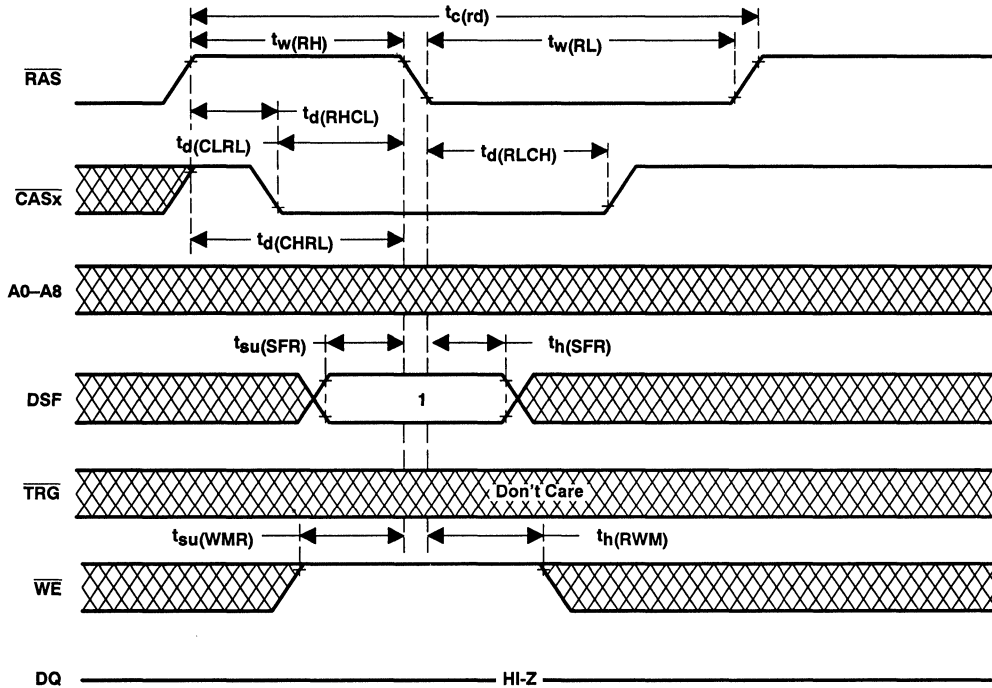 tc(rd)
tw(RH)
tw(RL)
RAS
td(RHCL)
td(CLRL)
td(RLCH)
CASx
td(CHRL)
A0–A8
tsu(SFR)
th(SFR)
DSF
1
TRG
Don't Care
tsu(WMR)
th(RWM)
WE
DQ
HI-Z